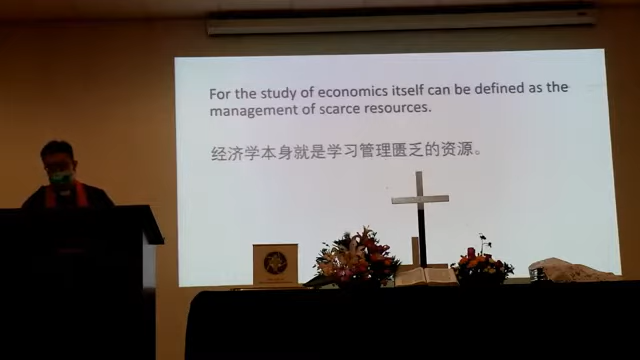 For the study of economics itself can be defined as the
management of scarce resources.
经济学本身就是学习管理匮乏的资源。